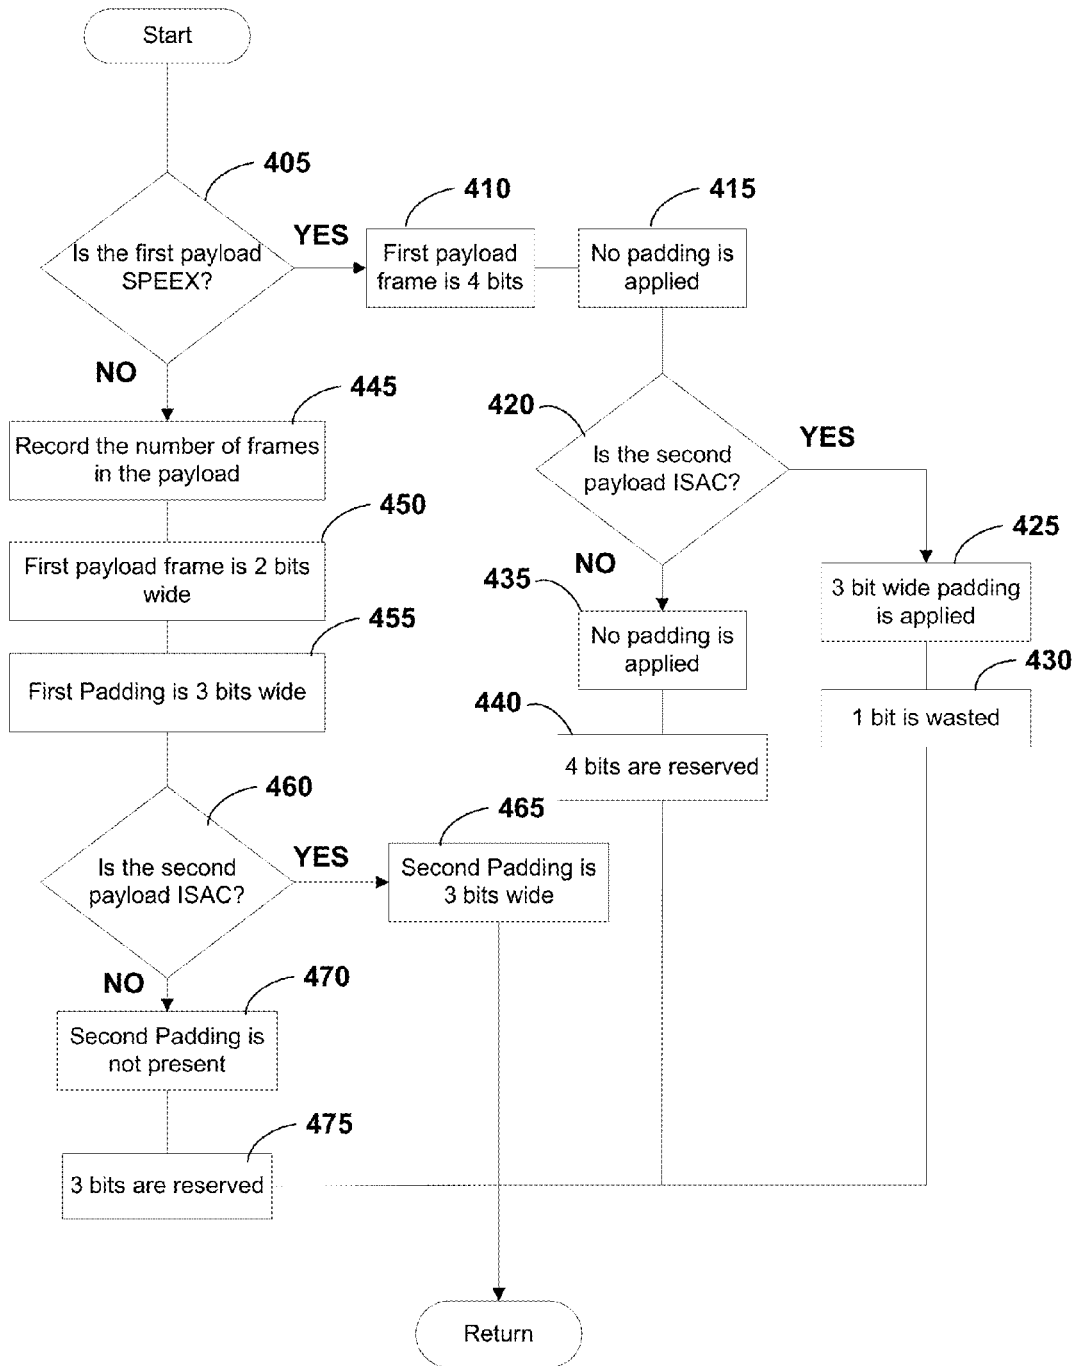 Start
405
Is the first payload
SPEEX?
YES
410
First payload
frame is 4 bits
415
No padding is
applied
NO
445
Record the number of frames
in the payload
420
Is the second
payload ISAC?
YES
450
First payload frame is 2 bits
wide
NO
425
3 bit wide padding
is applied
435
No padding is
applied
455
First Padding is 3 bits wide
430
1 bit is wasted
440
4 bits are reserved
460
Is the second
payload ISAC?
YES
465
Second Padding is
3 bits wide
NO
470
Second Padding is
not present
475
3 bits are reserved
Return